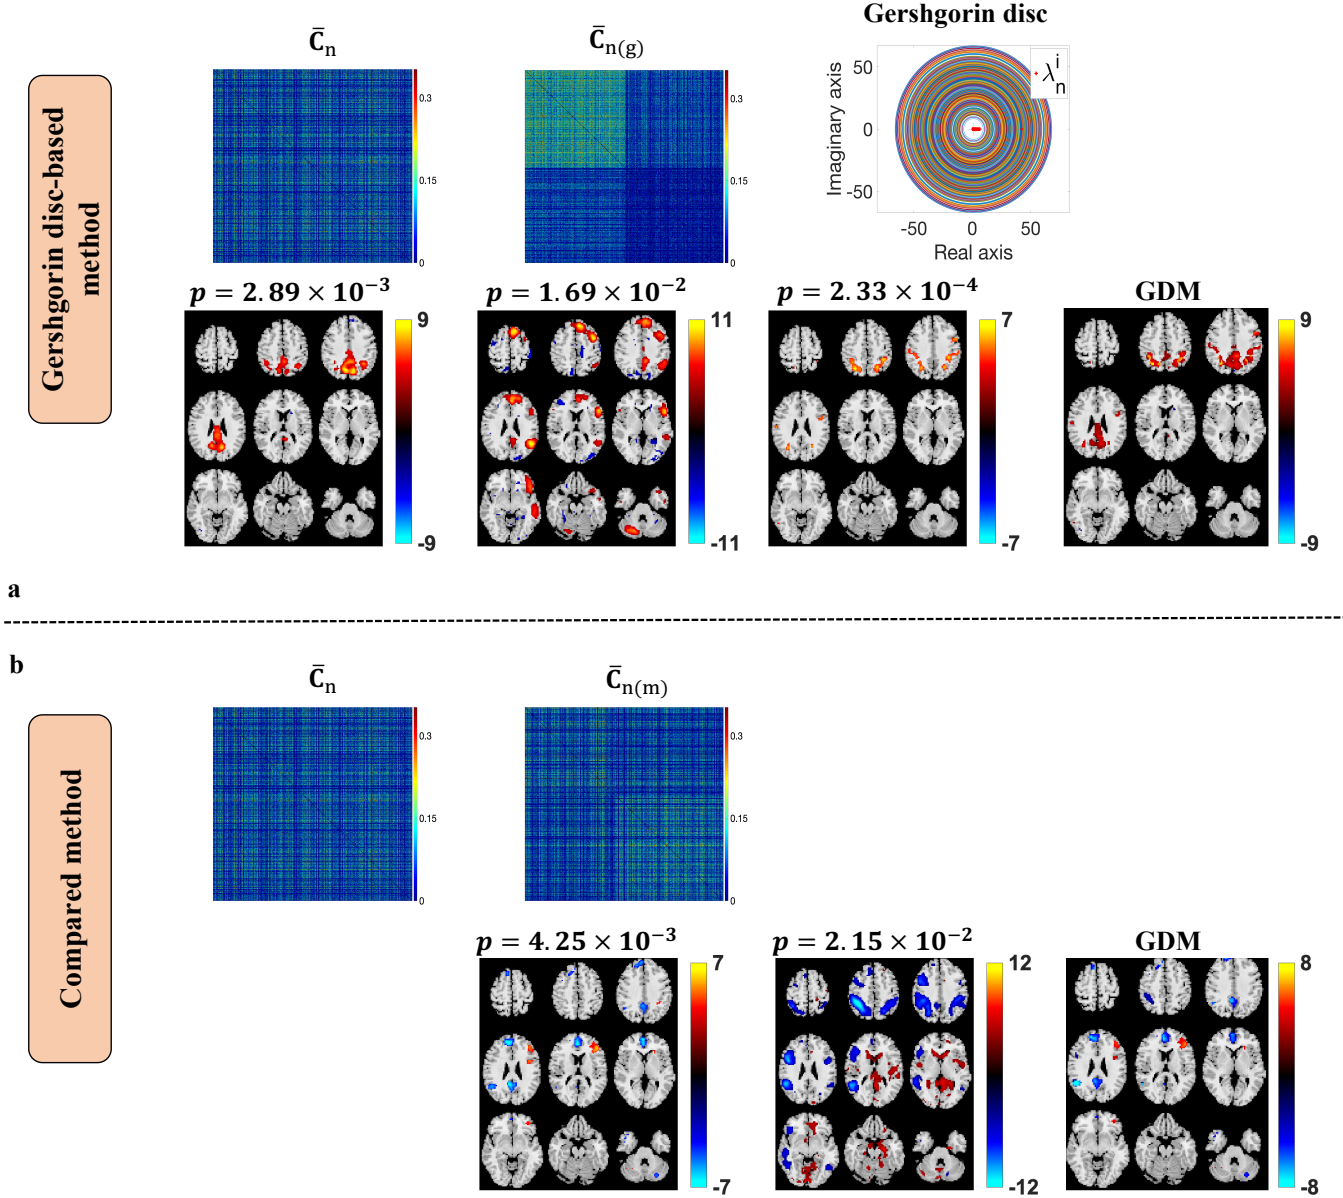 Gershgorin disc-based
method
C̄n
0.3
0.15
0
C̄n(g)
0.3
0.15
0
Gershgorin disc
Imaginary axis
50
0
-50
-50
0
50
Real axis
λ_n^i
p = 2.89 × 10⁻³
9
-9
p = 1.69 × 10⁻²
11
-11
p = 2.33 × 10⁻⁴
7
-7
GDM
9
-9
a
b
Compared method
C̄n
0.3
0.15
0
C̄n(m)
0.3
0.15
0
p = 4.25 × 10⁻³
7
-7
p = 2.15 × 10⁻²
12
-12
GDM
8
-8